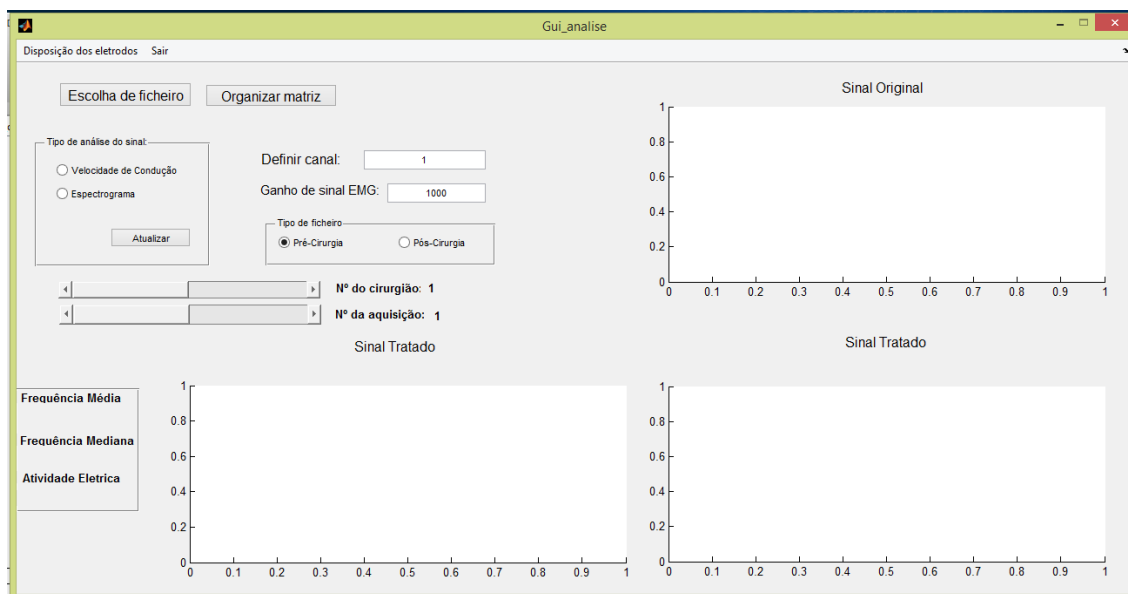 Gui_analise
Disposição dos eletrodos Sair
Escolha de ficheiro
Organizar matriz
Tipo de análise do sinal:
Velocidade de Condução
Espectrograma
Atualizar
Definir canal: 1
Ganho de sinal EMG: 1000
Tipo de ficheiro
Pré-Cirurgia Pós-Cirurgia
Nº do cirurgião: 1
Nº da aquisição: 1
Sinal Original
1
0.8
0.6
0.4
0.2
0
0 0.1 0.2 0.3 0.4 0.5 0.6 0.7 0.8 0.9 1
Frequência Média
Frequência Mediana
Atividade Eletrica
Sinal Tratado
1
0.8
0.6
0.4
0.2
0
0 0.1 0.2 0.3 0.4 0.5 0.6 0.7 0.8 0.9 1
Sinal Tratado
1
0.8
0.6
0.4
0.2
0
0 0.1 0.2 0.3 0.4 0.5 0.6 0.7 0.8 0.9 1